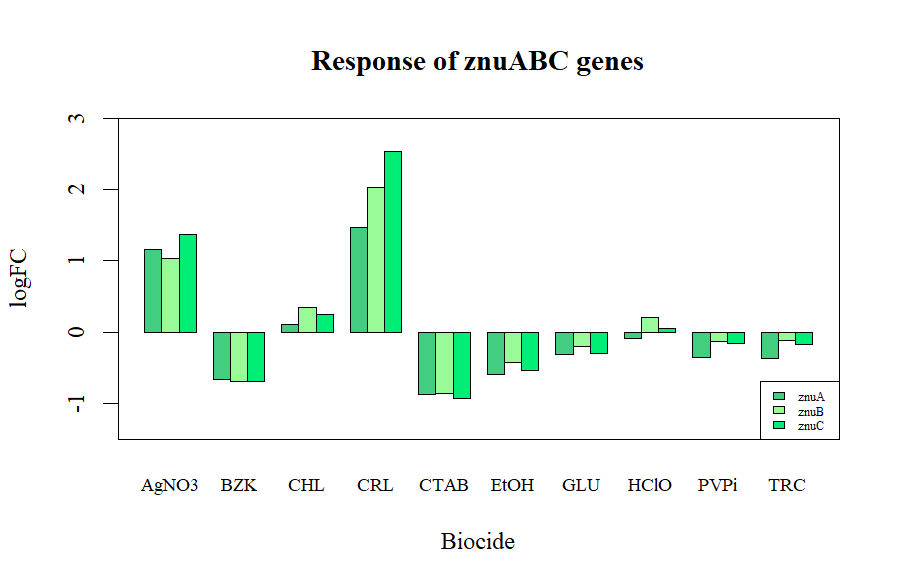 Response of znuABC genes
3
2
1
0
-1
logFC
znuA
znuB
znuC
AgNO3 BZK CHL CRL CTAB EtOH GLU HClO PVPi TRC
Biocide